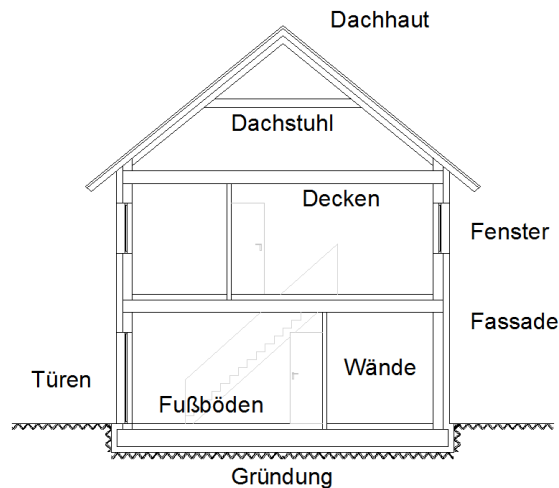 Dachhaut
Dachstuhl
Decken
Fenster
Fassade
Wände
Türen
Fußböden
Gründung